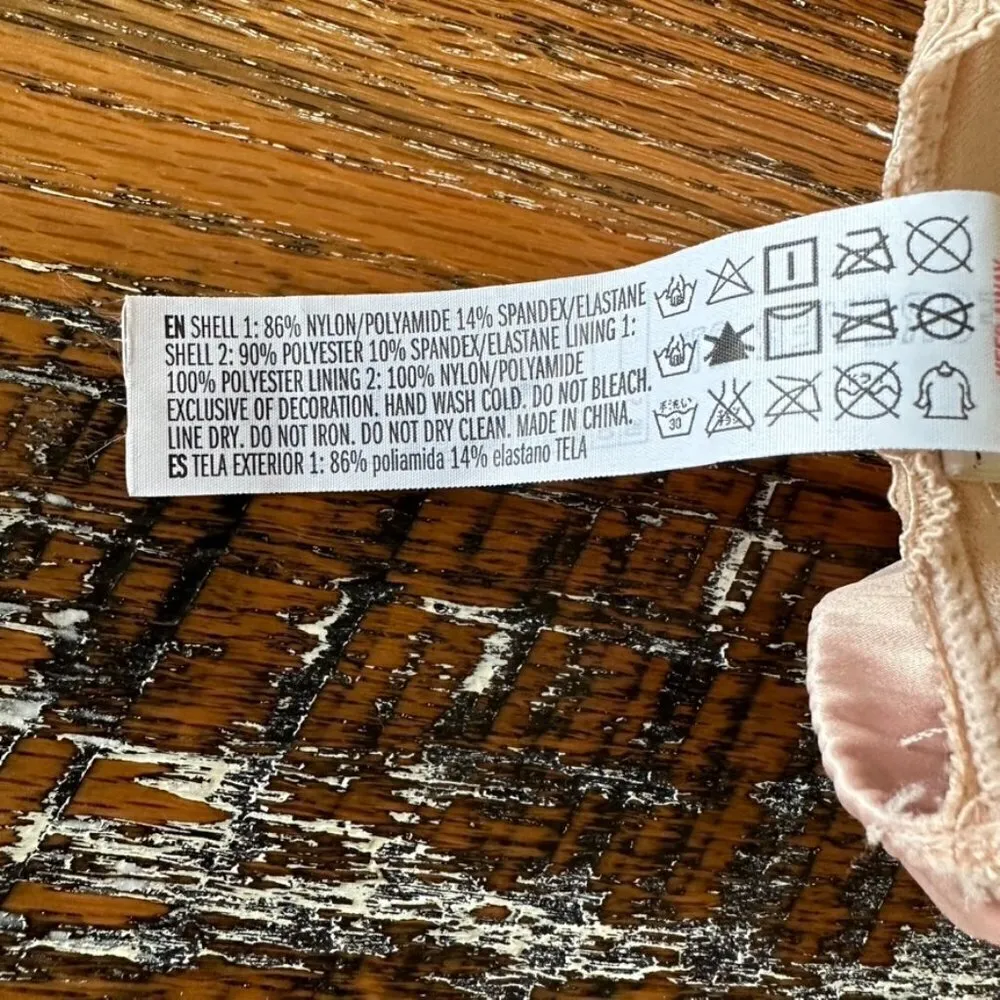 EN SHELL 1: 86% NYLON/POLYAMIDE 14% SPANDEX/ELASTANE
SHELL 2: 90% POLYESTER 10% SPANDEX/ELASTANE LINING 1:
100% POLYESTER LINING 2: 100% NYLON/POLYAMIDE
EXCLUSIVE OF DECORATION. HAND WASH COLD. DO NOT BLEACH.
LINE DRY. DO NOT IRON. DO NOT DRY CLEAN. MADE IN CHINA.
ES TELA EXTERIOR 1: 86% poliamida 14% elastano TELA
30